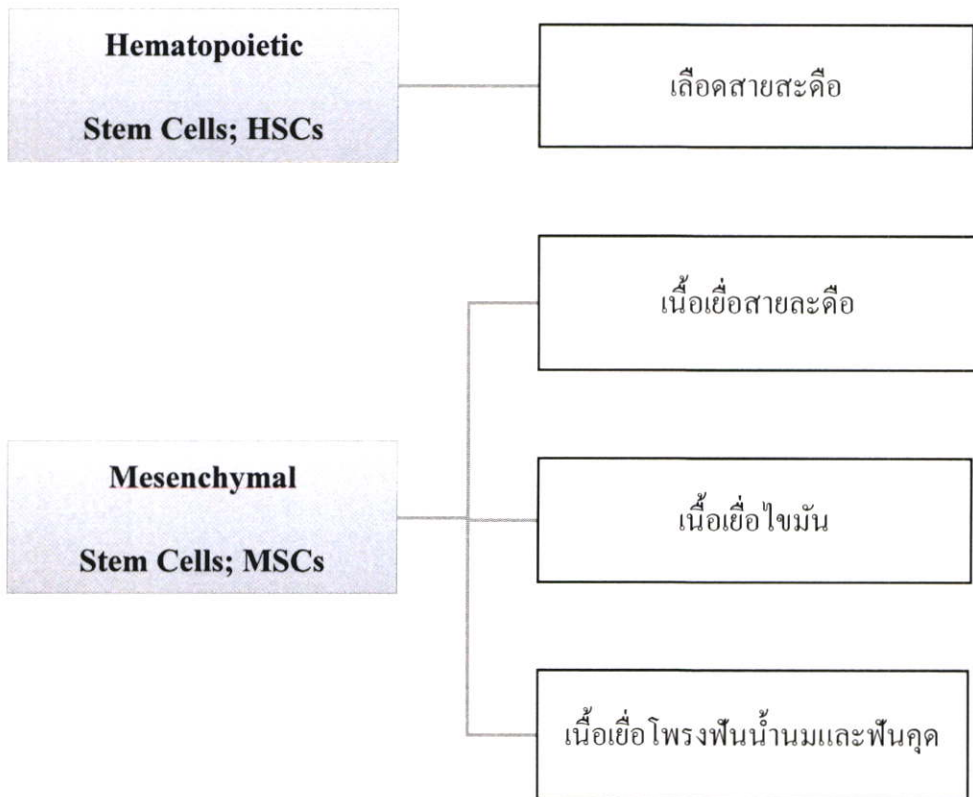 Hematopoietic
Stem Cells; HSCs
เลือดสายสะดือ
เนื้อเยื่อสายละดือ
Mesenchymal
Stem Cells; MSCs
เนื้อเยื่อไขมัน
เนื้อเยื่อโพรงฟันน้ำนมและฟันคุด